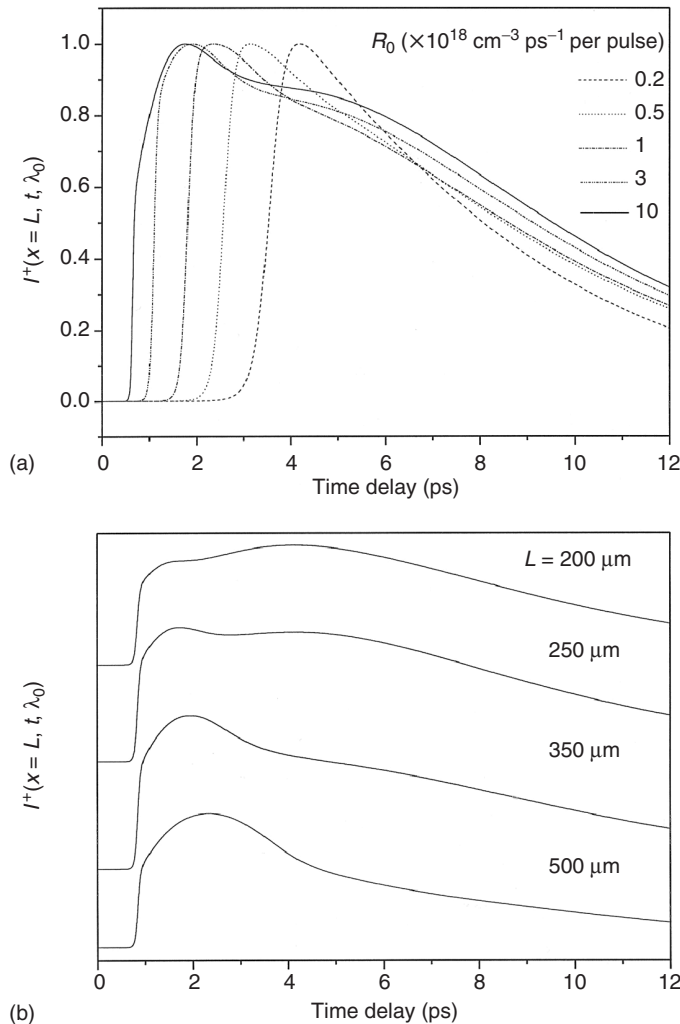 R₀ (×10¹⁸ cm⁻³ ps⁻¹ per pulse)
0.2
0.5
1
3
10
1.0
0.8
0.6
0.4
0.2
0.0
I⁺(x = L, t, λ₀)
0 2 4 6 8 10 12
Time delay (ps)
(a)
L = 200 μm
250 μm
350 μm
500 μm
I⁺(x = L, t, λ₀)
0 2 4 6 8 10 12
Time delay (ps)
(b)